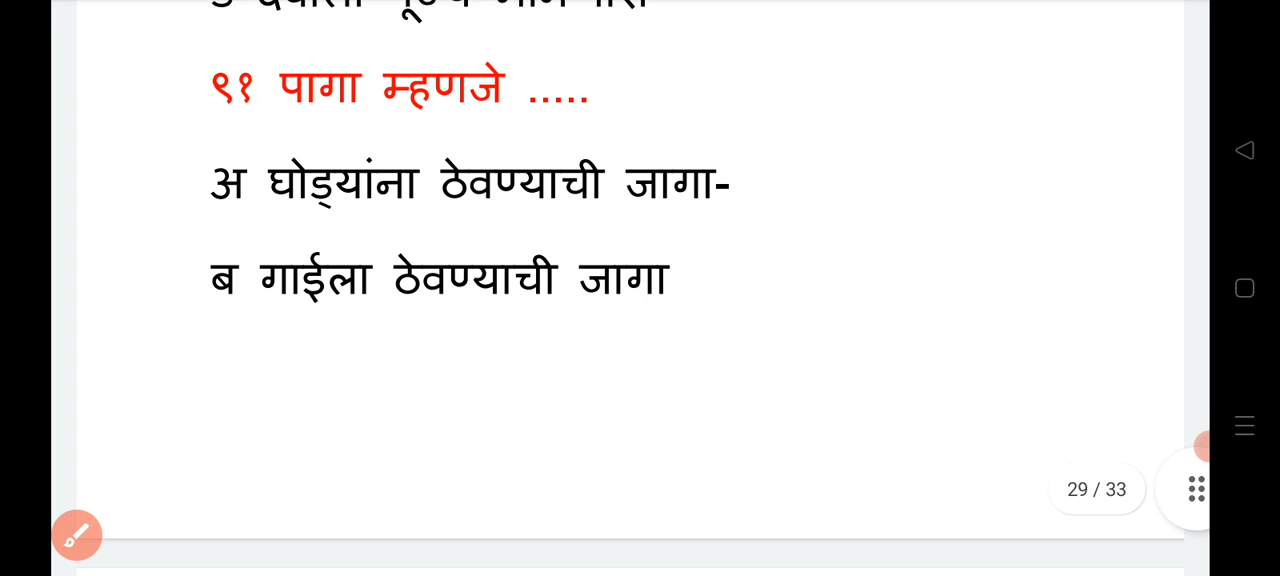 ९१ पागा म्हणजे .....
अ घोड्यांना ठेवण्याची जागा-
ब गाईला ठेवण्याची जागा
29 / 33